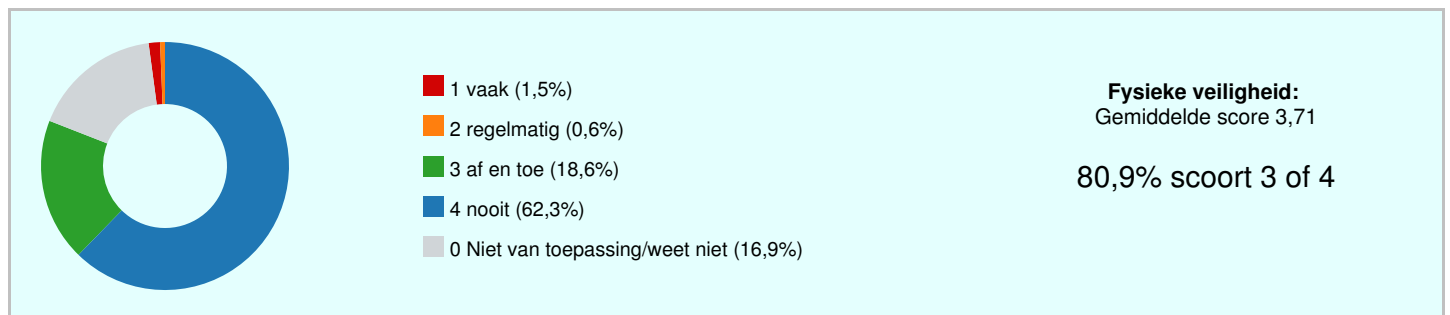 1 vaak (1,5%)
2 regelmatig (0,6%)
3 af en toe (18,6%)
4 nooit (62,3%)
0 Niet van toepassing/weet niet (16,9%)
Fysieke veiligheid:
Gemiddelde score 3,71
80,9% scoort 3 of 4